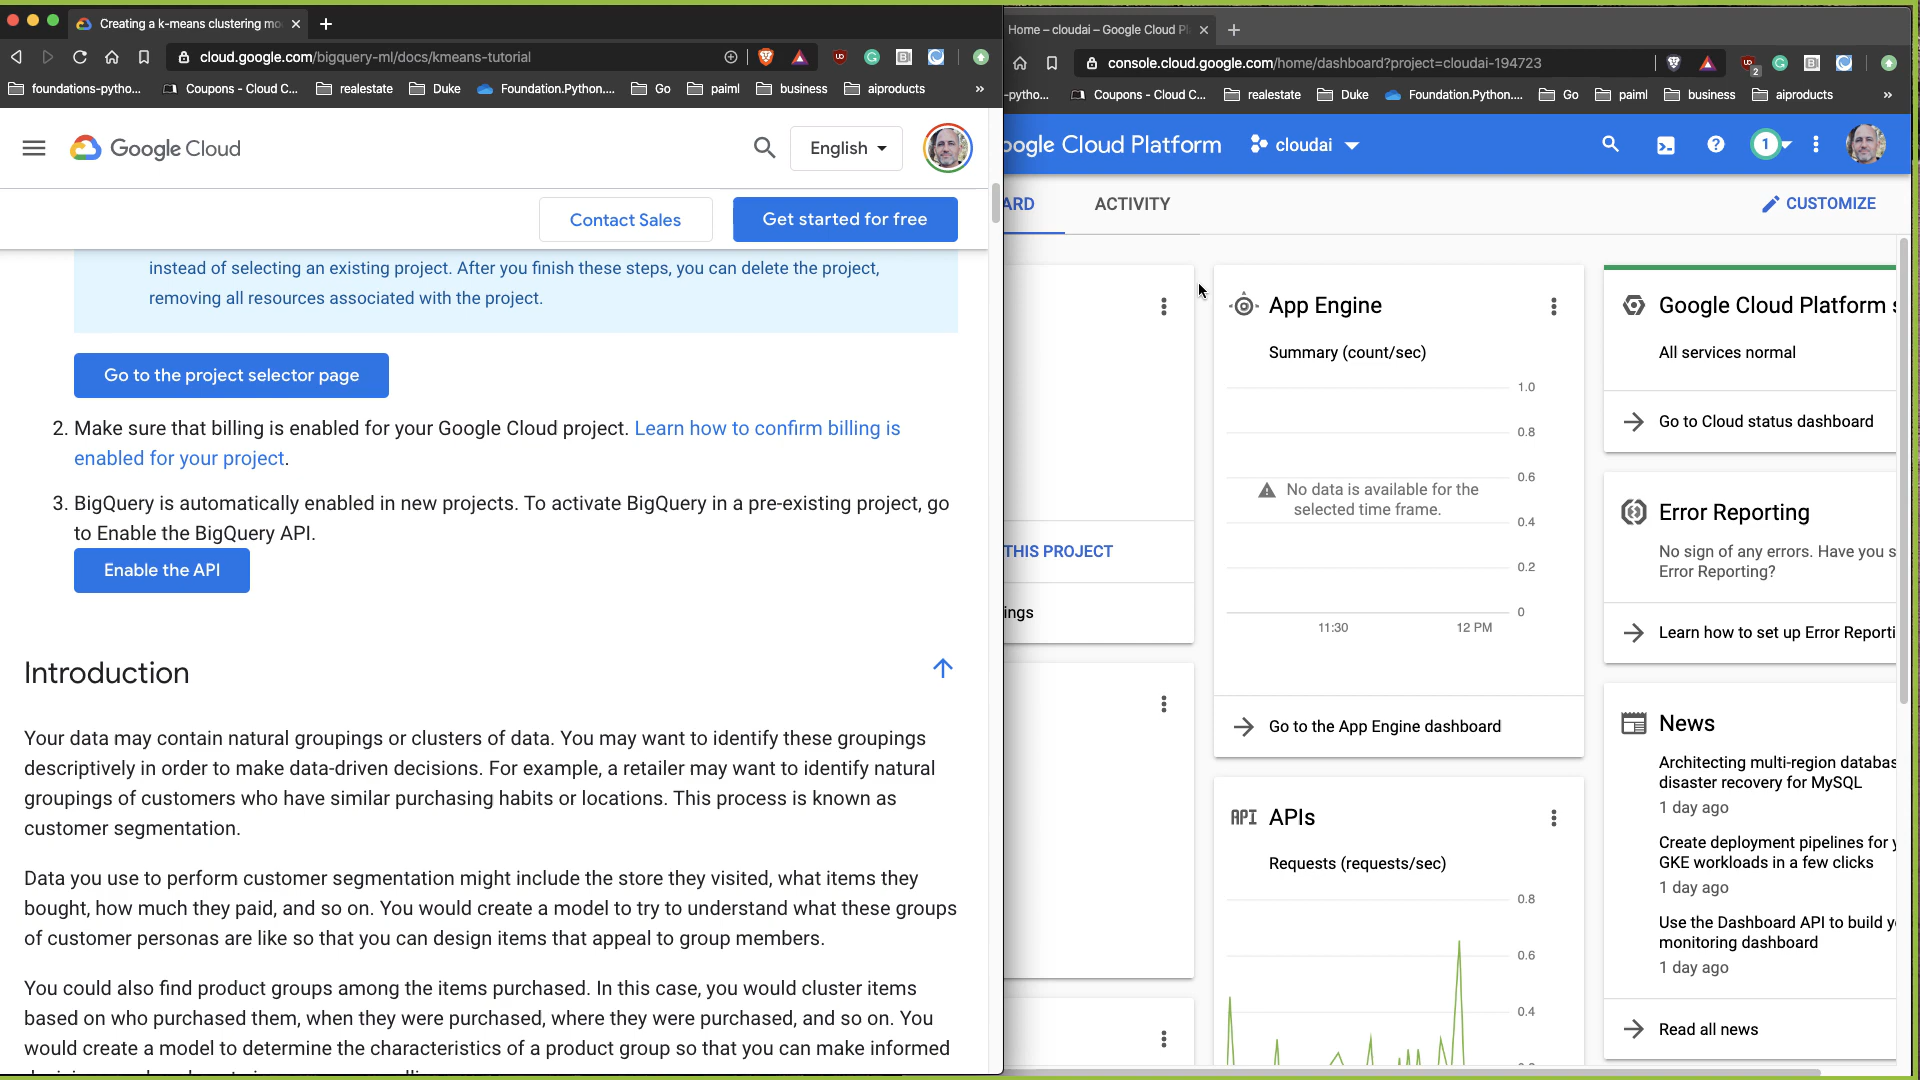 Creating a k-means clustering mo
cloud.google.com/bigquery-ml/docs/kmeans-tutorial
foundations-pytho...
Coupons - Cloud C...
realestate
Duke
Foundation.Python....
Go
paiml
business
aiproducts
»
Google Cloud
English
Contact Sales
Get started for free
instead of selecting an existing project. After you finish these steps, you can delete the project,
removing all resources associated with the project.
Go to the project selector page
2. Make sure that billing is enabled for your Google Cloud project. Learn how to confirm billing is
enabled for your project.
3. BigQuery is automatically enabled in new projects. To activate BigQuery in a pre-existing project, go
to Enable the BigQuery API.
Enable the API
Introduction
Your data may contain natural groupings or clusters of data. You may want to identify these groupings
descriptively in order to make data-driven decisions. For example, a retailer may want to identify natural
groupings of customers who have similar purchasing habits or locations. This process is known as
customer segmentation.
Data you use to perform customer segmentation might include the store they visited, what items they
bought, how much they paid, and so on. You would create a model to try to understand what these groups
of customer personas are like so that you can design items that appeal to group members.
You could also find product groups among the items purchased. In this case, you would cluster items
based on who purchased them, when they were purchased, where they were purchased, and so on. You
would create a model to determine the characteristics of a product group so that you can make informed
Home – cloudai – Google Cloud Pl
console.cloud.google.com/home/dashboard?project=cloudai-194723
2
-pytho...
Coupons - Cloud C...
realestate
Duke
Foundation.Python....
Go
paiml
business
aiproducts
»
oogle Cloud Platform
cloudai
1
ARD
ACTIVITY
CUSTOMIZE
THIS PROJECT
ings
App Engine
Summary (count/sec)
1.0
0.8
0.6
No data is available for the
selected time frame.
0.4
0.2
0
11:30
12 PM
Go to the App Engine dashboard
API APIs
Requests (requests/sec)
0.8
0.6
0.4
Google Cloud Platform s
All services normal
Go to Cloud status dashboard
Error Reporting
No sign of any errors. Have you s
Error Reporting?
Learn how to set up Error Reporti
News
Architecting multi-region databas
disaster recovery for MySQL
1 day ago
Create deployment pipelines for y
GKE workloads in a few clicks
1 day ago
Use the Dashboard API to build y
monitoring dashboard
1 day ago
Read all news